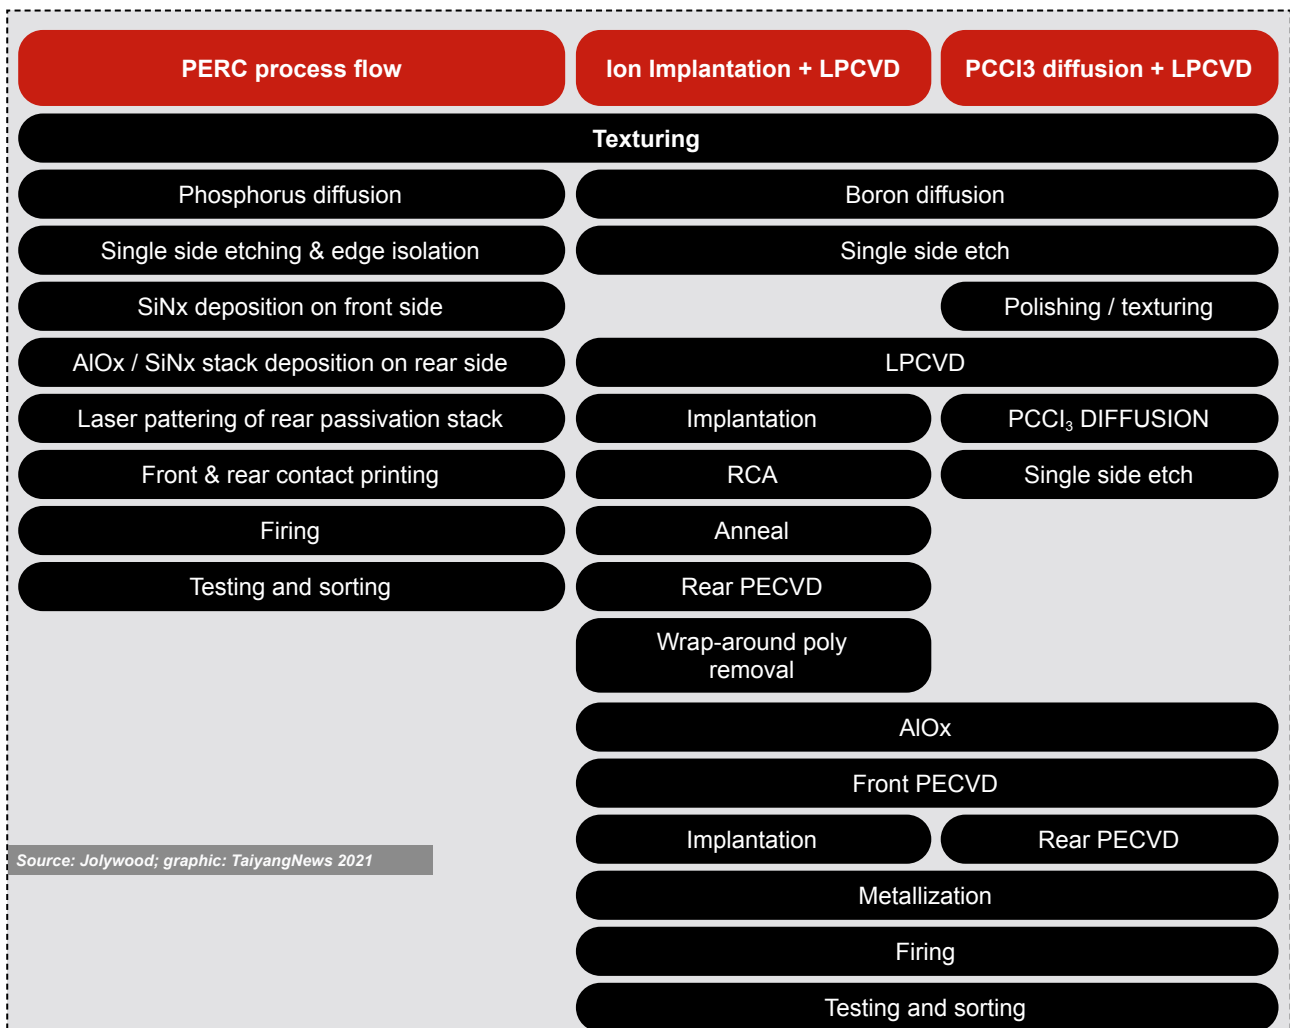 PERC process flow
Ion Implantation + LPCVD
PCCI3 diffusion + LPCVD
Texturing
Phosphorus diffusion
Boron diffusion
Single side etching & edge isolation
Single side etch
SiNx deposition on front side
Polishing / texturing
AlOx / SiNx stack deposition on rear side
LPCVD
Laser pattering of rear passivation stack
Implantation
PCCI₃ DIFFUSION
Front & rear contact printing
RCA
Single side etch
Firing
Anneal
Testing and sorting
Rear PECVD
Wrap-around poly
removal
AlOx
Front PECVD
Implantation
Rear PECVD
Source: Jolywood; graphic: TaiyangNews 2021
Metallization
Firing
Testing and sorting